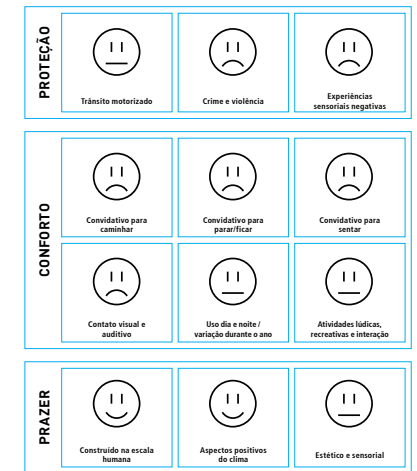 PROTEÇÃO
Trânsito motorizado
Crime e violência
Experiências
sensoriais negativas
CONFORTO
Convidativo para
caminhar
Convidativo para
parar/ficar
Convidativo para
sentar
Contato visual e
auditivo
Uso dia e noite /
variação durante o ano
Atividades lúdicas,
recreativas e interação
PRAZER
Construído na escala
humana
Aspectos positivos
do clima
Estético e sensorial